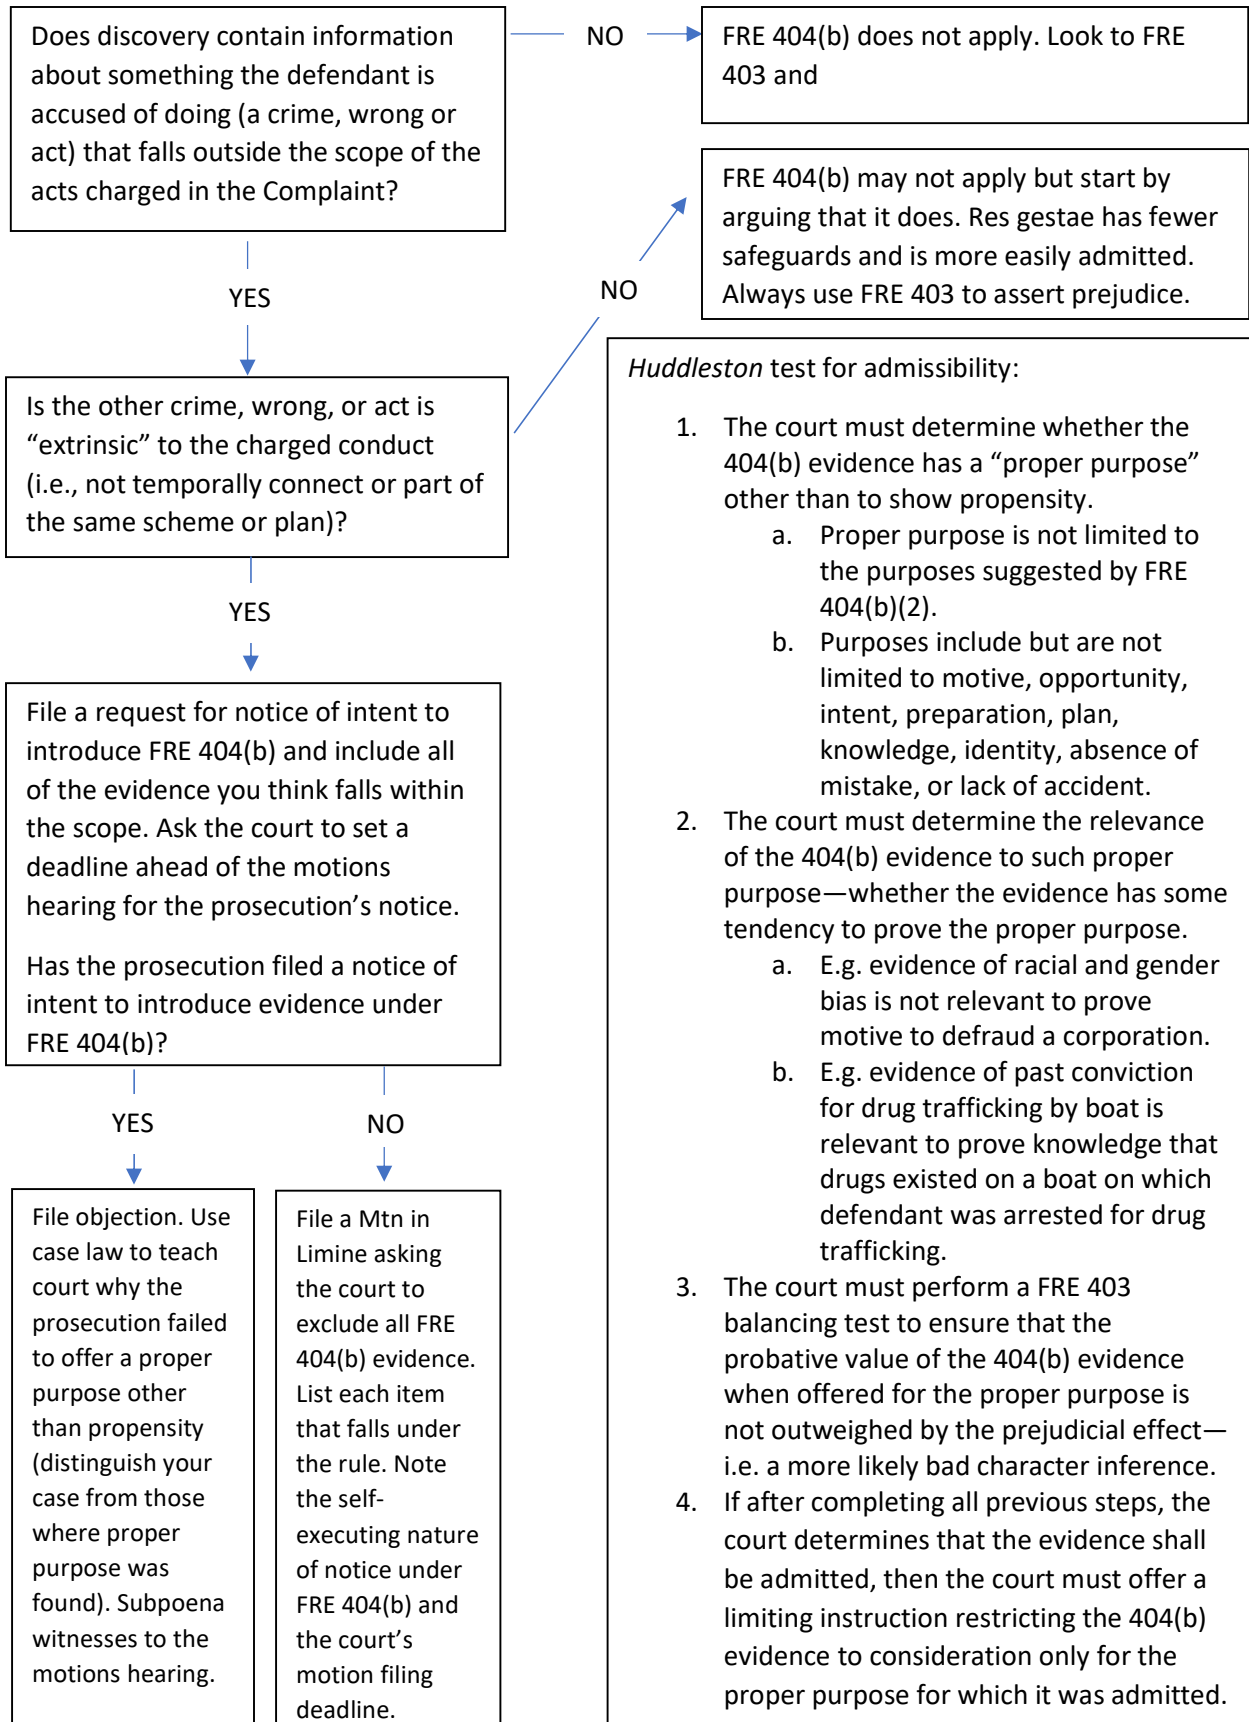 Does discovery contain information
about something the defendant is
accused of doing (a crime, wrong or
act) that falls outside the scope of the
acts charged in the Complaint?
NO
FRE 404(b) does not apply. Look to FRE
403 and
YES
NO
FRE 404(b) may not apply but start by
arguing that it does. Res gestae has fewer
safeguards and is more easily admitted.
Always use FRE 403 to assert prejudice.
Is the other crime, wrong, or act is
“extrinsic” to the charged conduct
(i.e., not temporally connect or part of
the same scheme or plan)?
YES
File a request for notice of intent to
introduce FRE 404(b) and include all
of the evidence you think falls within
the scope. Ask the court to set a
deadline ahead of the motions
hearing for the prosecution’s notice.
Has the prosecution filed a notice of
intent to introduce evidence under
FRE 404(b)?
YES
NO
File objection. Use
case law to teach
court why the
prosecution failed
to offer a proper
purpose other
than propensity
(distinguish your
case from those
where proper
purpose was
found). Subpoena
witnesses to the
motions hearing.
File a Mtn in
Limine asking
the court to
exclude all FRE
404(b) evidence.
List each item
that falls under
the rule. Note
the self-
executing nature
of notice under
FRE 404(b) and
the court’s
motion filing
deadline.
Huddleston test for admissibility:
1. The court must determine whether the
404(b) evidence has a “proper purpose”
other than to show propensity.
a. Proper purpose is not limited to
the purposes suggested by FRE
404(b)(2).
b. Purposes include but are not
limited to motive, opportunity,
intent, preparation, plan,
knowledge, identity, absence of
mistake, or lack of accident.
2. The court must determine the relevance
of the 404(b) evidence to such proper
purpose—whether the evidence has some
tendency to prove the proper purpose.
a. E.g. evidence of racial and gender
bias is not relevant to prove
motive to defraud a corporation.
b. E.g. evidence of past conviction
for drug trafficking by boat is
relevant to prove knowledge that
drugs existed on a boat on which
defendant was arrested for drug
trafficking.
3. The court must perform a FRE 403
balancing test to ensure that the
probative value of the 404(b) evidence
when offered for the proper purpose is
not outweighed by the prejudicial effect—
i.e. a more likely bad character inference.
4. If after completing all previous steps, the
court determines that the evidence shall
be admitted, then the court must offer a
limiting instruction restricting the 404(b)
evidence to consideration only for the
proper purpose for which it was admitted.